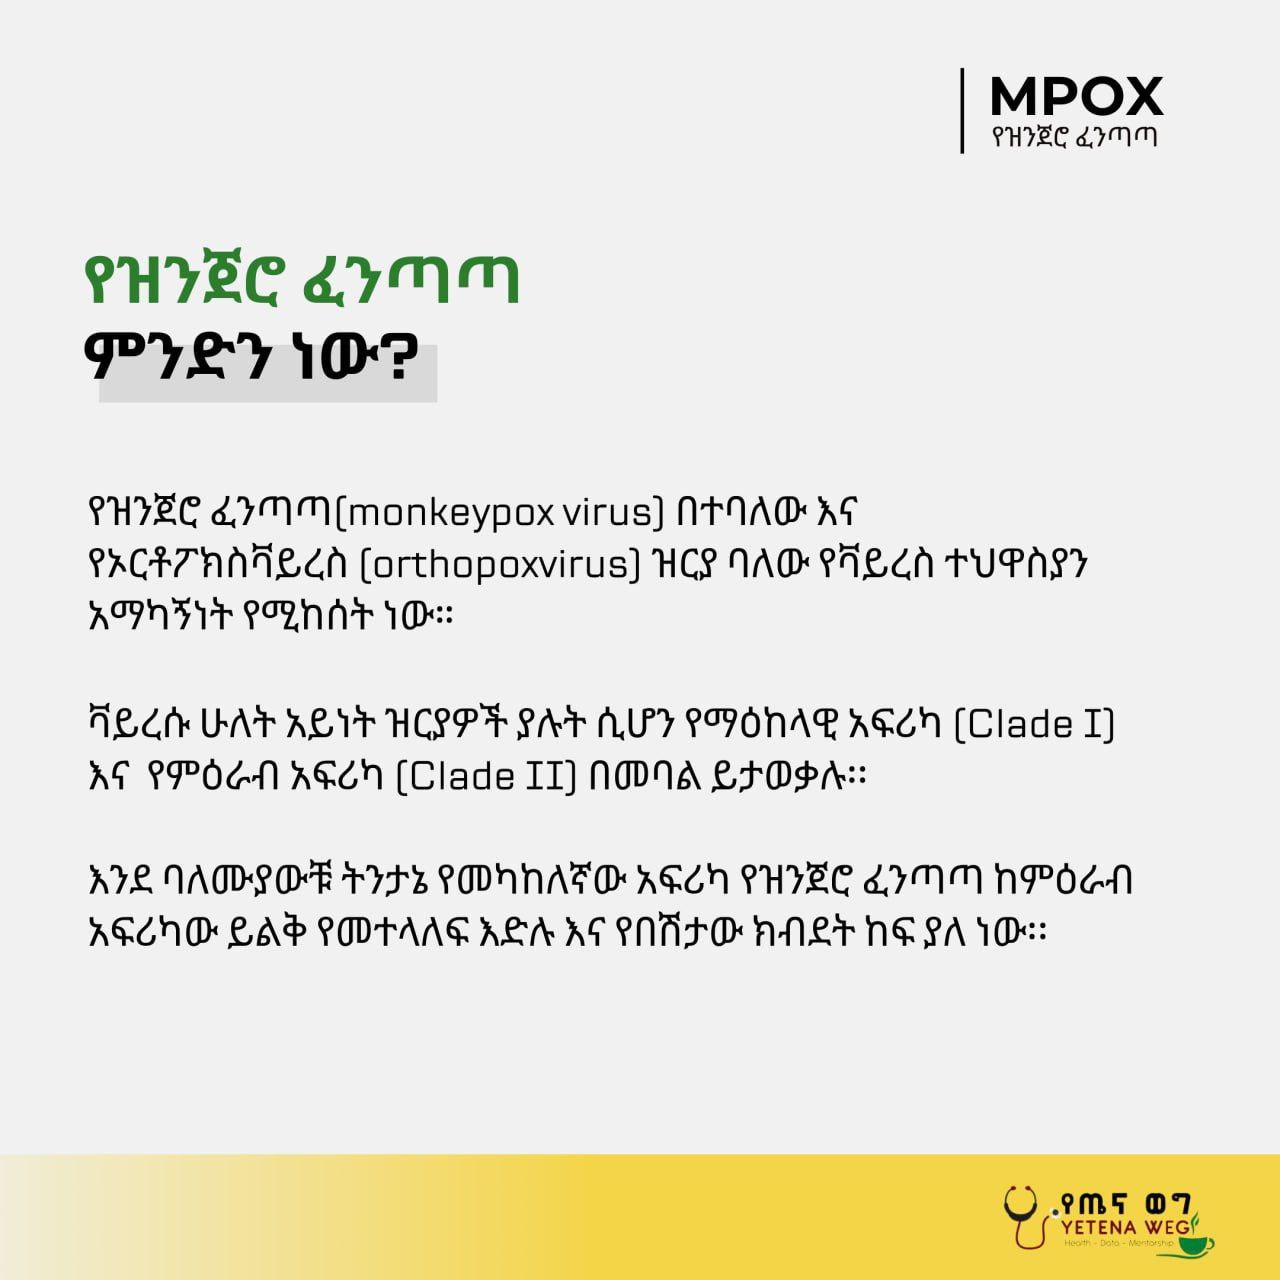 MPOX
የዝንጀሮ ፈንጣጣ
የዝንጀሮ ፈንጣጣ
ምንድን ነው?
የዝንጀሮ ፈንጣጣ(monkeypox virus) በተባለው እና
የኦርቶፖክስቫይረስ (orthopoxvirus) ዝርያ ባለው የቫይረስ ተህዋስያን
አማካኝነት የሚከሰት ነው።
ቫይረሱ ሁለት አይነት ዝርያዎች ያሉት ሲሆን የማዕከላዊ አፍሪካ (Clade I)
እና የምዕራብ አፍሪካ (Clade II) በመባል ይታወቃሉ፡፡
እንደ ባለሙያውቹ ትንታኔ የመካከለኛው አፍሪካ የዝንጀሮ ፈንጣጣ ከምዕራብ
አፍሪካው ይልቅ የመተላለፍ እድሉ እና የበሽታው ክብደት ከፍ ያለ ነው፡፡
የጤና ወግ
YETENA WEG
Health - Data - Mentorship